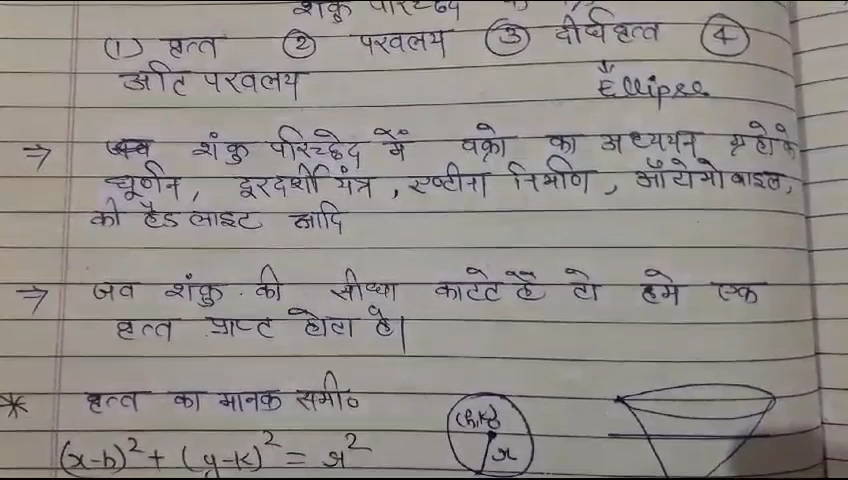 शंकु परिच्छेद
(1) वृत्त (2) परवलय (3) दीर्घवृत्त (4)
अति परवलय Ellipse
⇒ शंकु परिच्छेद में वक्रो का अध्ययन ग्रहो के
घूर्णन, दूरदर्शी यंत्र, एण्टीना निर्माण, ऑटोमोबाइल,
की हैड लाइट आदि
⇒ जब शंकु की सीधा काटते है तो हमे एक
वृत्त प्राप्त होता है।
* वृत्त का मानक समी०
(h,k)
(x-h)² + (y-k)² = r² r